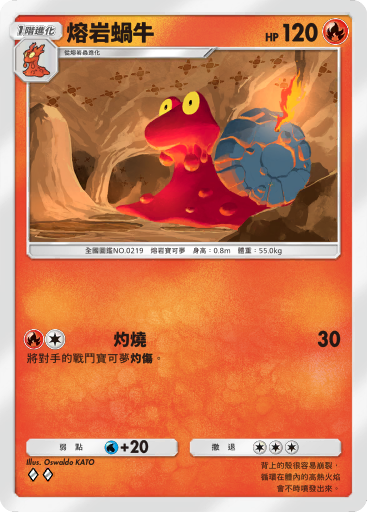 1階進化 熔岩蝸牛 HP 120
從熔岩蟲進化
全國圖鑑NO.0219 熔岩寶可夢 身高：0.8m 體重：55.0kg
灼燒 30
將對手的戰鬥寶可夢灼傷。
弱點 +20 撤退
Illus. Oswaldo KATO
背上的殼很容易崩裂，
循環在體內的高熱火焰
會不時噴發出來。